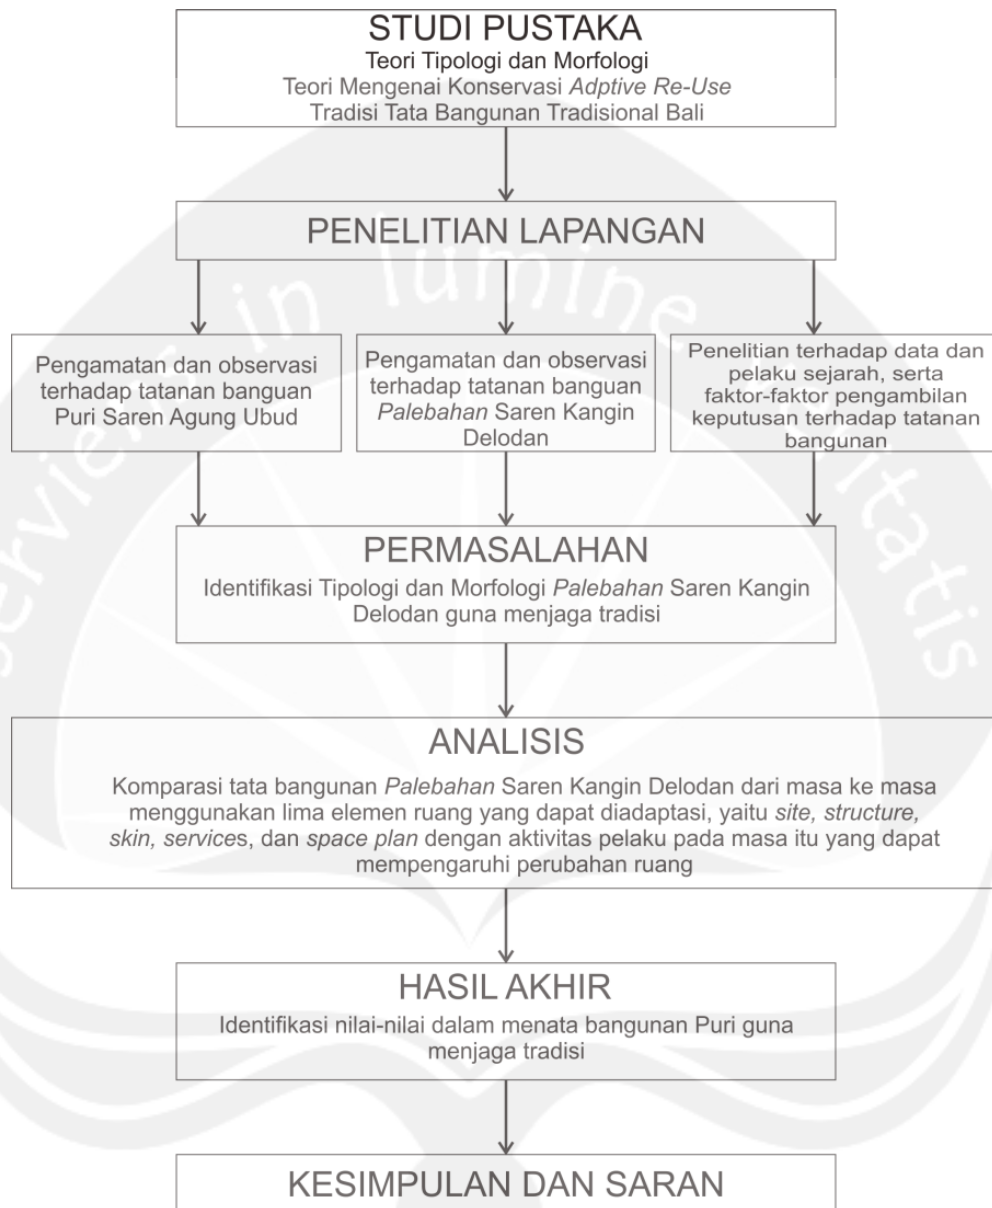 STUDI PUSTAKA
Teori Tipologi dan Morfologi
Teori Mengenai Konservasi Adptive Re-Use
Tradisi Tata Bangunan Tradisional Bali
PENELITIAN LAPANGAN
Pengamatan dan observasi
terhadap tatanan banguan
Puri Saren Agung Ubud
Pengamatan dan observasi
terhadap tatanan banguan
Palebahan Saren Kangin
Delodan
Penelitian terhadap data dan
pelaku sejarah, serta
faktor-faktor pengambilan
keputusan terhadap tatanan
bangunan
PERMASALAHAN
Identifikasi Tipologi dan Morfologi Palebahan Saren Kangin
Delodan guna menjaga tradisi
ANALISIS
Komparasi tata bangunan Palebahan Saren Kangin Delodan dari masa ke masa
menggunakan lima elemen ruang yang dapat diadaptasi, yaitu site, structure,
skin, services, dan space plan dengan aktivitas pelaku pada masa itu yang dapat
mempengaruhi perubahan ruang
HASIL AKHIR
Identifikasi nilai-nilai dalam menata bangunan Puri guna
menjaga tradisi
KESIMPULAN DAN SARAN
serviens in lumine veritatis